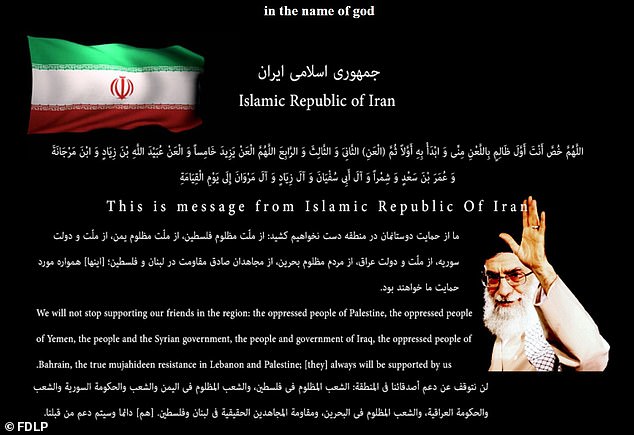 in the name of god
جمهوری اسلامی ایران
Islamic Republic of Iran
اللَّهُمَّ خُصَّ أَنْتَ أَوَّلَ ظَالِمٍ بِاللَّعْنِ مِنِّی وَ ابْدَأْ بِهِ أَوَّلاً ثُمَّ (الْعَنِ) الثَّانِیَ وَ الثَّالِثَ وَ الرَّابِعَ اللَّهُمَّ الْعَنْ یَزِیدَ خَامِساً وَ الْعَنْ عُبَیْدَ اللَّهِ بْنَ زِیَادٍ وَ ابْنَ مَرْجَانَةَ
وَ عُمَرَ بْنَ سَعْدٍ وَ شِمْراً وَ آلَ أَبِی سُفْیَانَ وَ آلَ زِیَادٍ وَ آلَ مَرْوَانَ إِلَی یَوْمِ الْقِیَامَةِ
This is message from Islamic Republic Of Iran
ما از حمایت دوستانمان در منطقه دست نخواهیم کشید: از ملّت مظلوم فلسطین، از ملّت مظلوم یمن، از ملّت و دولت
سوریه، از ملّت و دولت عراق، از مردم مظلوم بحرین، از مجاهدان صادق مقاومت در لبنان و فلسطین؛ [اینها] همواره مورد
حمایت ما خواهند بود.
We will not stop supporting our friends in the region: the oppressed people of Palestine, the oppressed people
of Yemen, the people and the Syrian government, the people and government of Iraq, the oppressed people of
.Bahrain, the true mujahideen resistance in Lebanon and Palestine; [they] always will be supported by us
لن نتوقف عن دعم أصدقائنا في المنطقة: الشعب المظلوم في فلسطين، والشعب المظلوم في اليمن والشعب والحكومة السورية والشعب
والحكومة العراقية، والشعب المظلوم في البحرين، ومقاومة المجاهدين الحقيقية في لبنان وفلسطين. [هم] دائما وسيتم دعم من قبلنا.
© FDLP